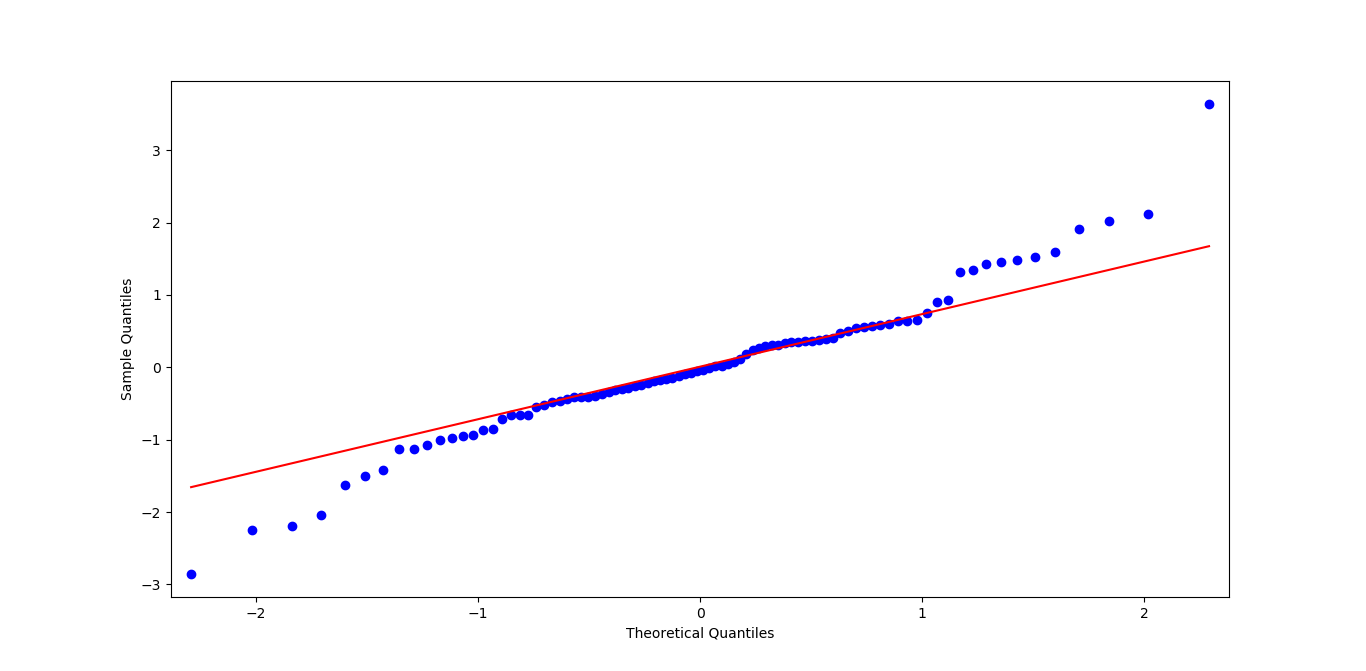 3
2
1
0
−1
−2
−3
Sample Quantiles
−2 −1 0 1 2
Theoretical Quantiles